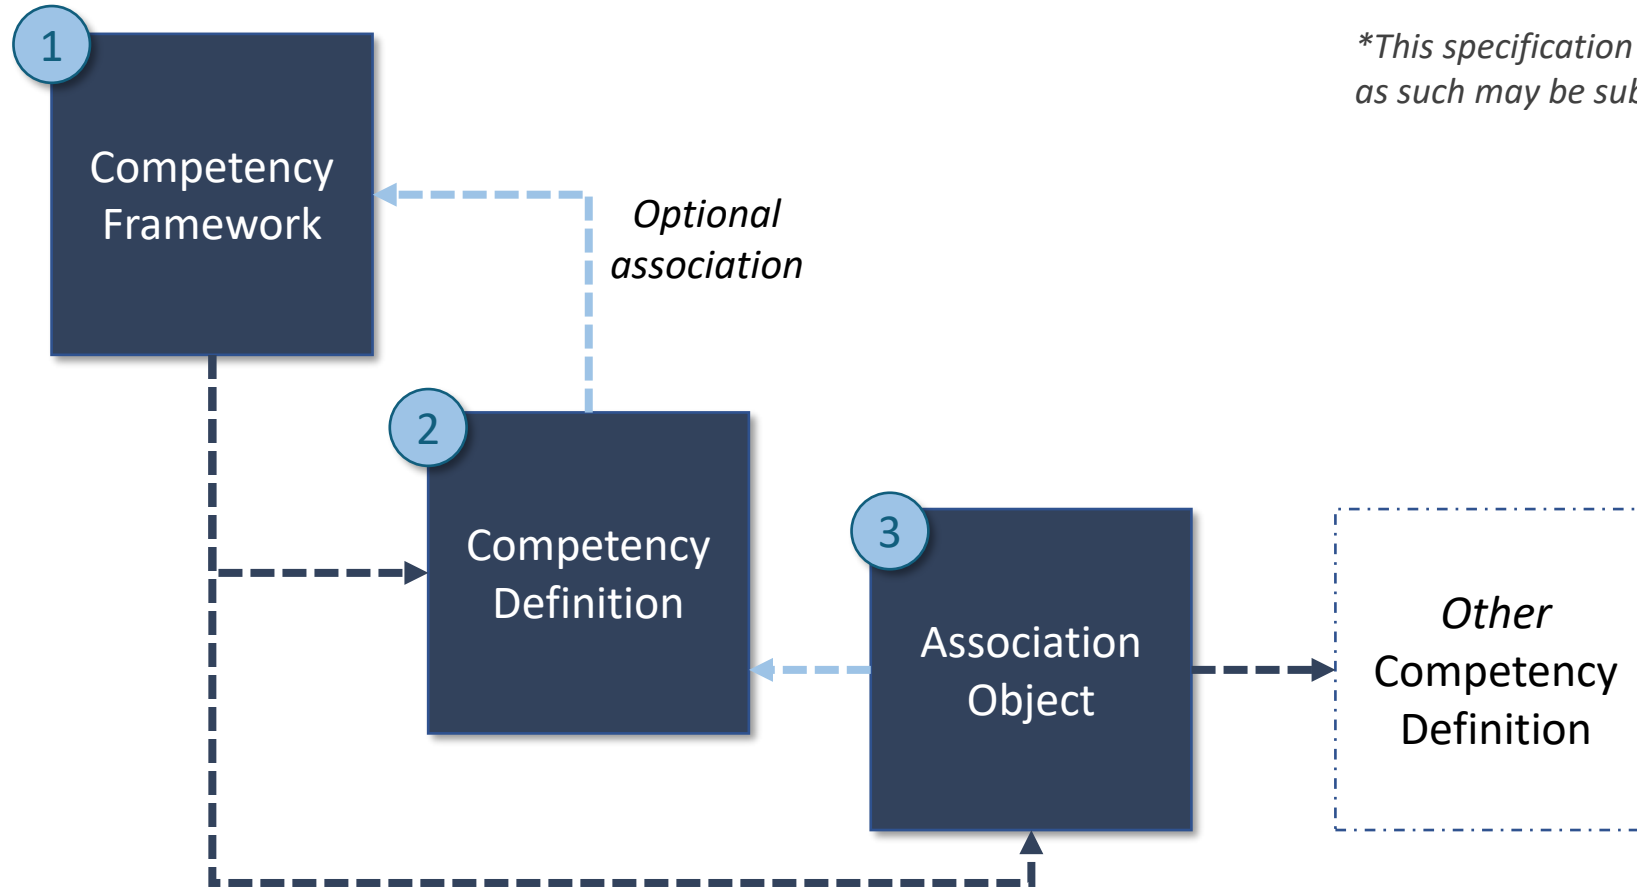 1
*This specification
as such may be
Competency
Framework
Optional
association
2
Competency
Definition
3
Association
Object
Other
Competency
Definition